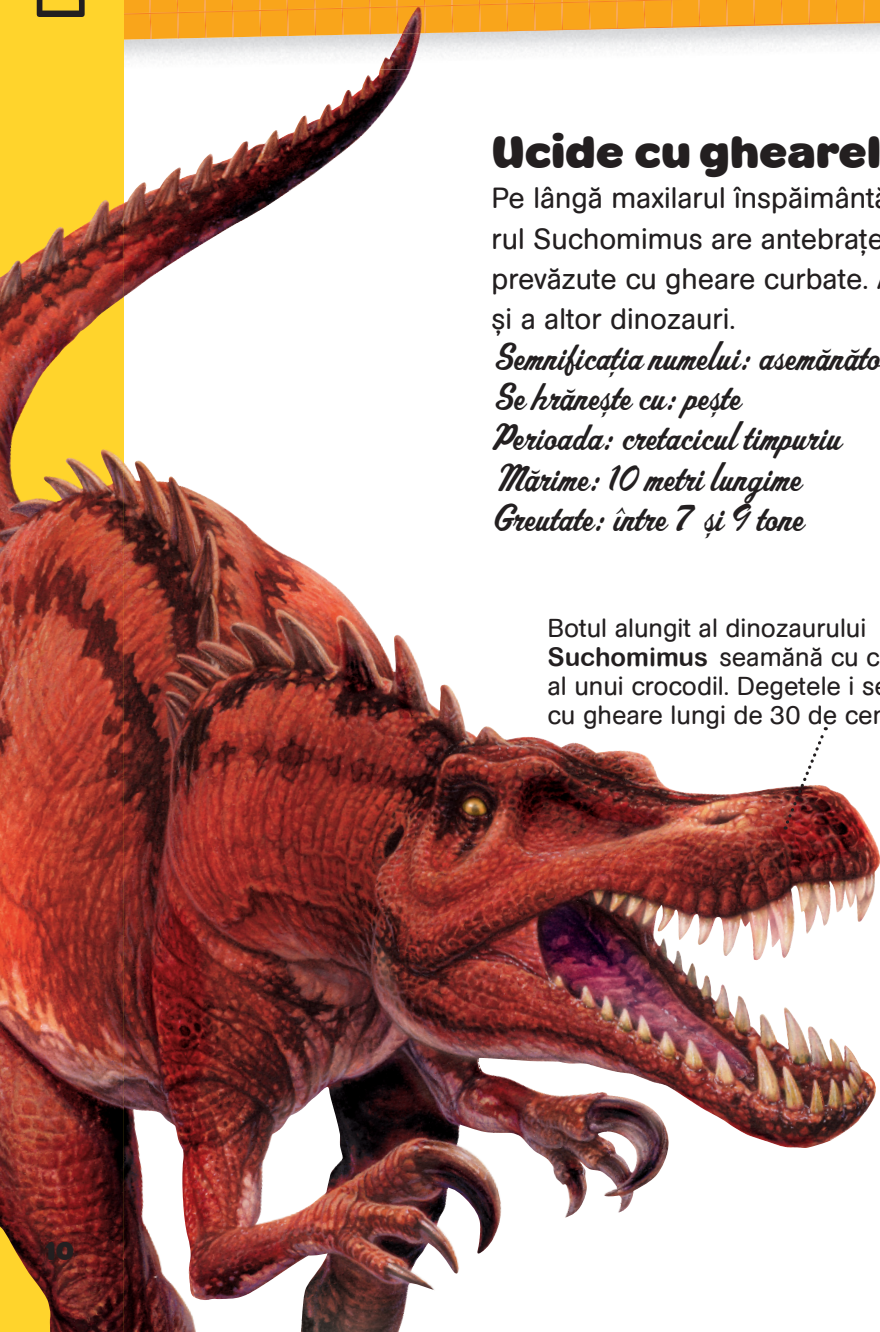 Ucide cu ghearel
Pe lângă maxilarul înspăimântă
rul Suchomimus are antebrațe
prevăzute cu gheare curbate. A
și a altor dinozauri.
Semnificația numelui: asemănăto
Se hrănește cu: pește
Perioada: cretacicul timpuriu
Mărime: 10 metri lungime
Greutate: între 7 și 9 tone
Botul alungit al dinozaurului
Suchomimus seamănă cu c
al unui crocodil. Degetele i se
cu gheare lungi de 30 de cen
10